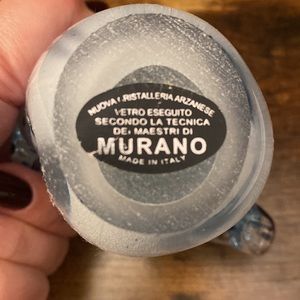 NUOVA CRISTALLERIA ARZANESE
VETRO ESEGUITO
SECONDO LA TECNICA
DEI MAESTRI DI
MURANO
MADE IN ITALY